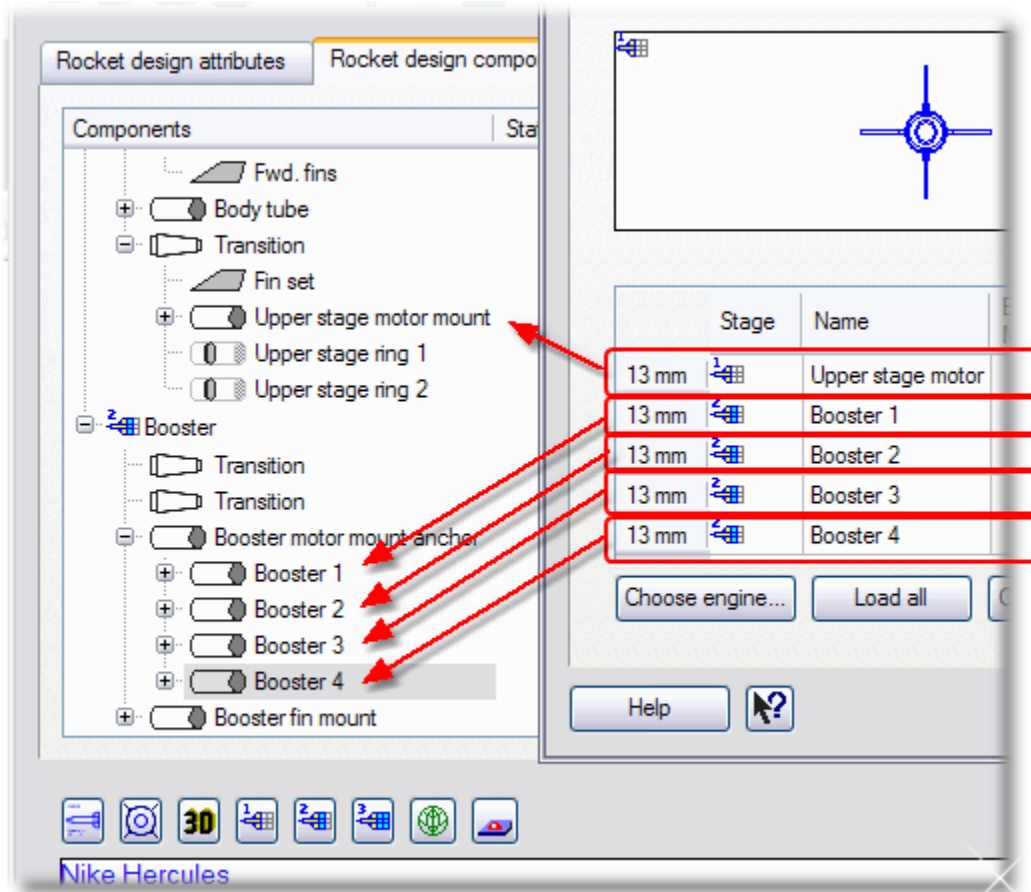 Rocket design attributes
Rocket design compo
Components
Sta
Fwd. fins
Body tube
Transition
Fin set
Upper stage motor mount
Upper stage ring 1
Upper stage ring 2
2 Booster
Transition
Transition
Booster motor mount anchor
Booster 1
Booster 2
Booster 3
Booster 4
Booster fin mount
3D
1
2
3
Nike Hercules
1
Stage Name
13 mm 1 Upper stage motor
13 mm 2 Booster 1
13 mm 2 Booster 2
13 mm 2 Booster 3
13 mm 2 Booster 4
Choose engine... Load all
Help ?